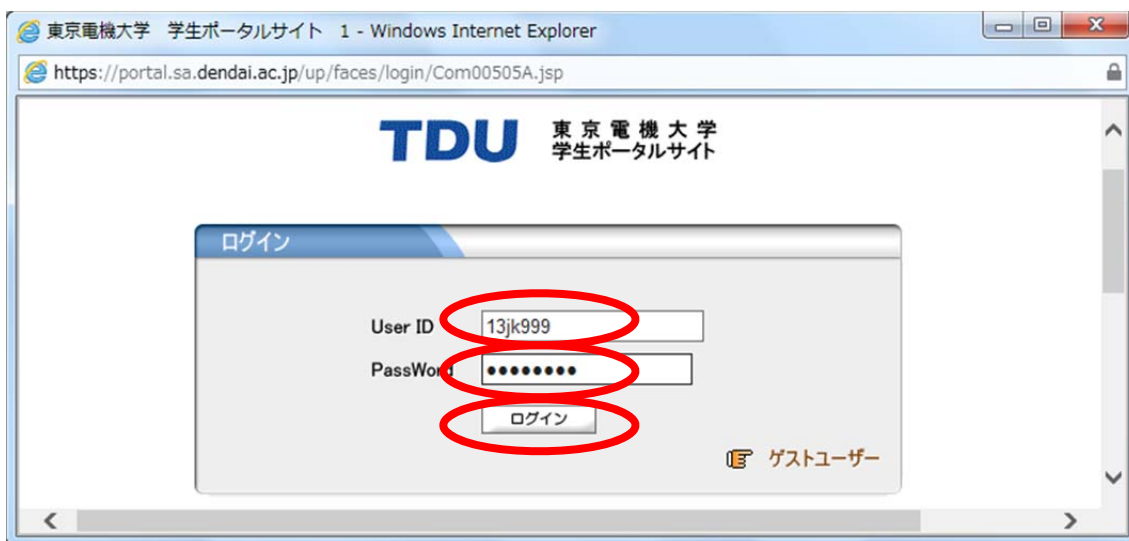 東京電機大学 学生ポータルサイト 1 - Windows Internet Explorer
https://portal.sa.dendai.ac.jp/up/faces/login/Com00505A.jsp
TDU 東京電機大学
学生ポータルサイト
ログイン
User ID 13jk999
PassWord ●●●●●●●●
ログイン
ゲストユーザー